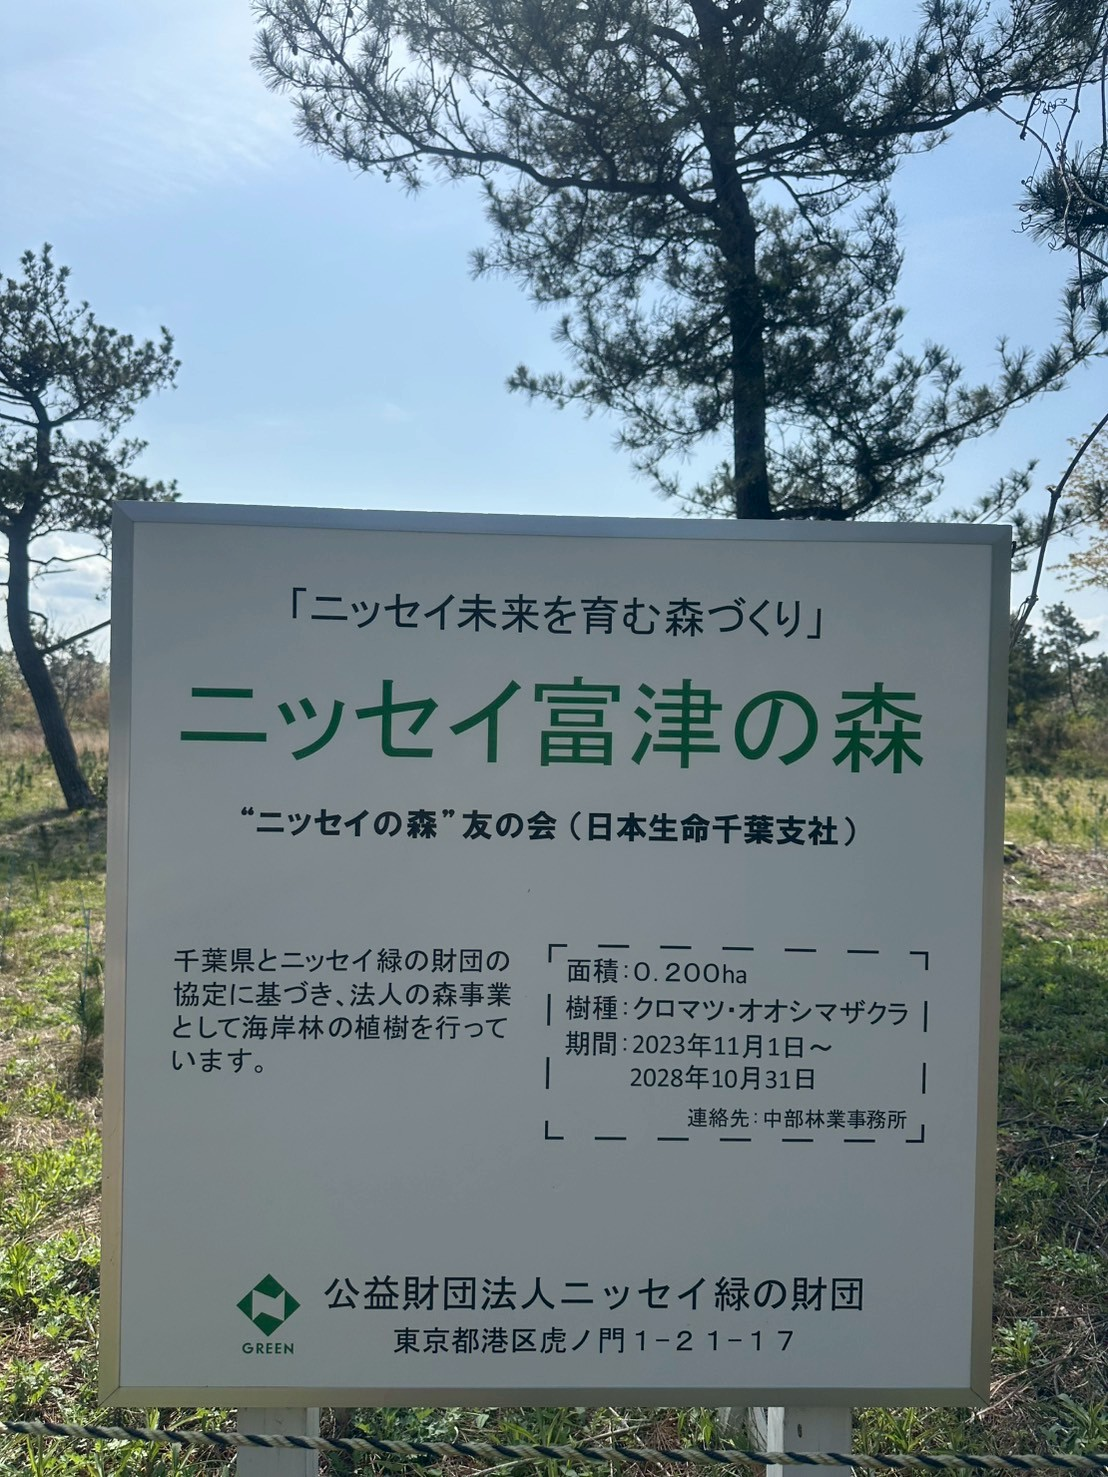 「ニッセイ未来を育む森づくり」
ニッセイ富津の森
“ニッセイの森”友の会（日本生命千葉支社）
千葉県とニッセイ緑の財団の
協定に基づき、法人の森事業
として海岸林の植樹を行って
います。
面積：０．２００ha
樹種：クロマツ・オオシマザクラ
期間：2023年11月1日～
2028年10月31日
連絡先：中部林業事務所
GREEN
公益財団法人ニッセイ緑の財団
東京都港区虎ノ門１－２１－１７